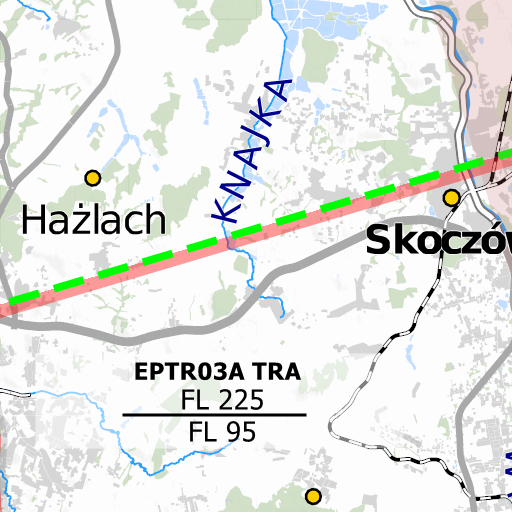 KNAJKA
Hażlach
Skoczów
EPTR03A TRA
FL 225
FL 95